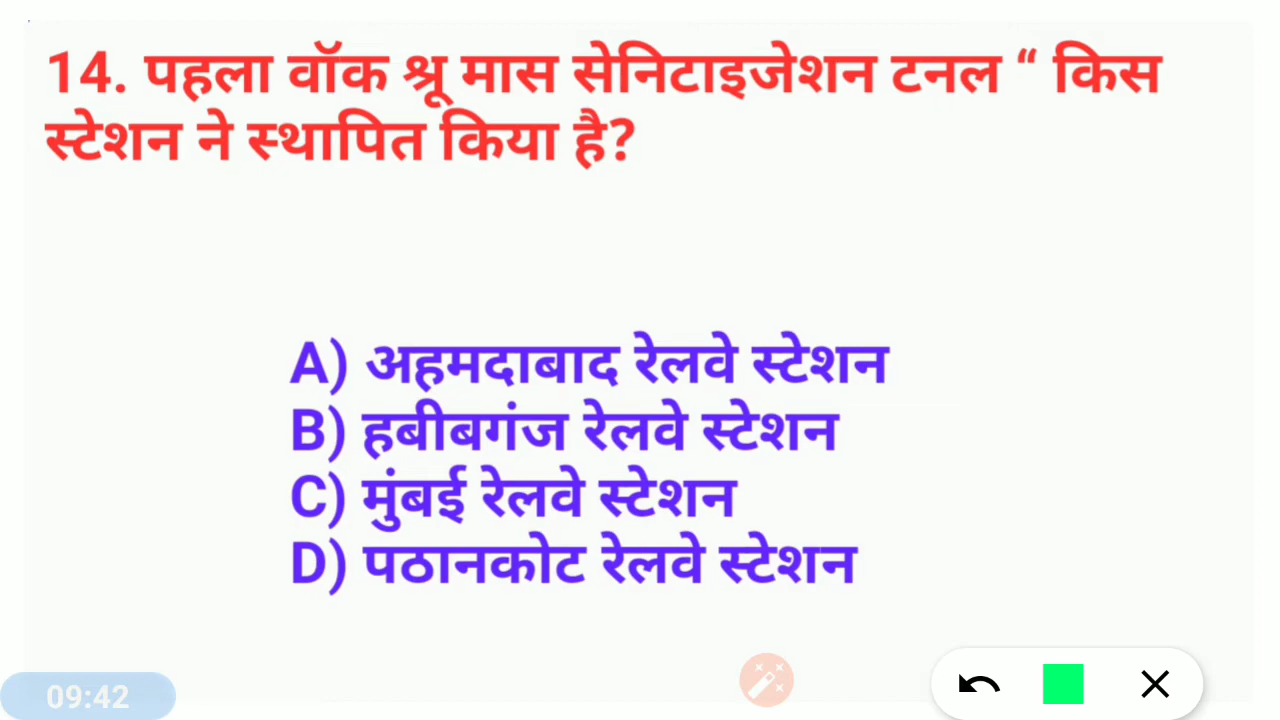 14. पहला वॉक श्रू मास सेनिटाइजेशन टनल “ किस
स्टेशन ने स्थापित किया है?
A) अहमदाबाद रेलवे स्टेशन
B) हबीबगंज रेलवे स्टेशन
C) मुंबई रेलवे स्टेशन
D) पठानकोट रेलवे स्टेशन
09:42